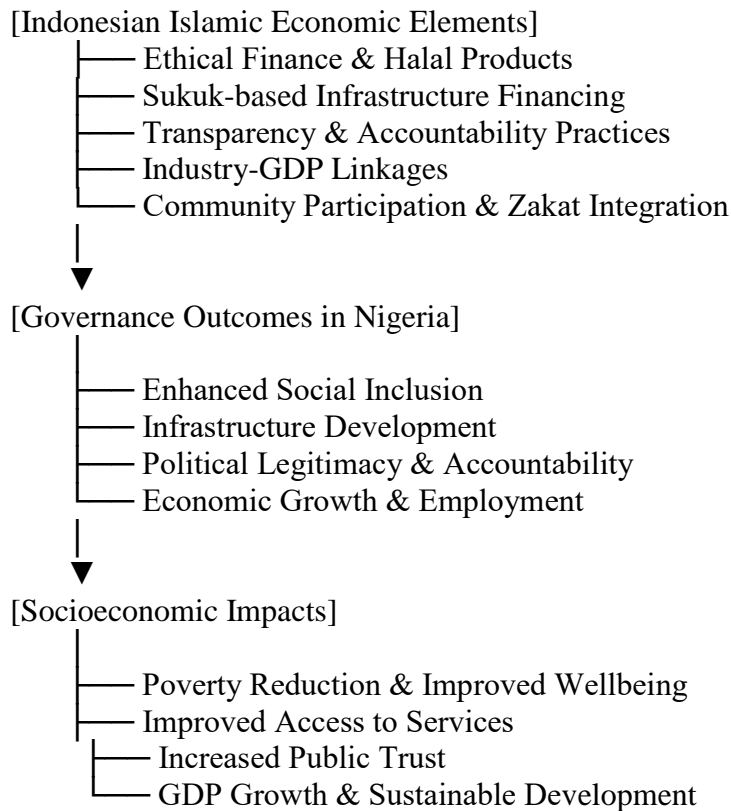 [Indonesian Islamic Economic Elements]
Ethical Finance & Halal Products
Sukuk-based Infrastructure Financing
Transparency & Accountability Practices
Industry-GDP Linkages
Community Participation & Zakat Integration
[Governance Outcomes in Nigeria]
Enhanced Social Inclusion
Infrastructure Development
Political Legitimacy & Accountability
Economic Growth & Employment
[Socioeconomic Impacts]
Poverty Reduction & Improved Wellbeing
Improved Access to Services
Increased Public Trust
GDP Growth & Sustainable Development